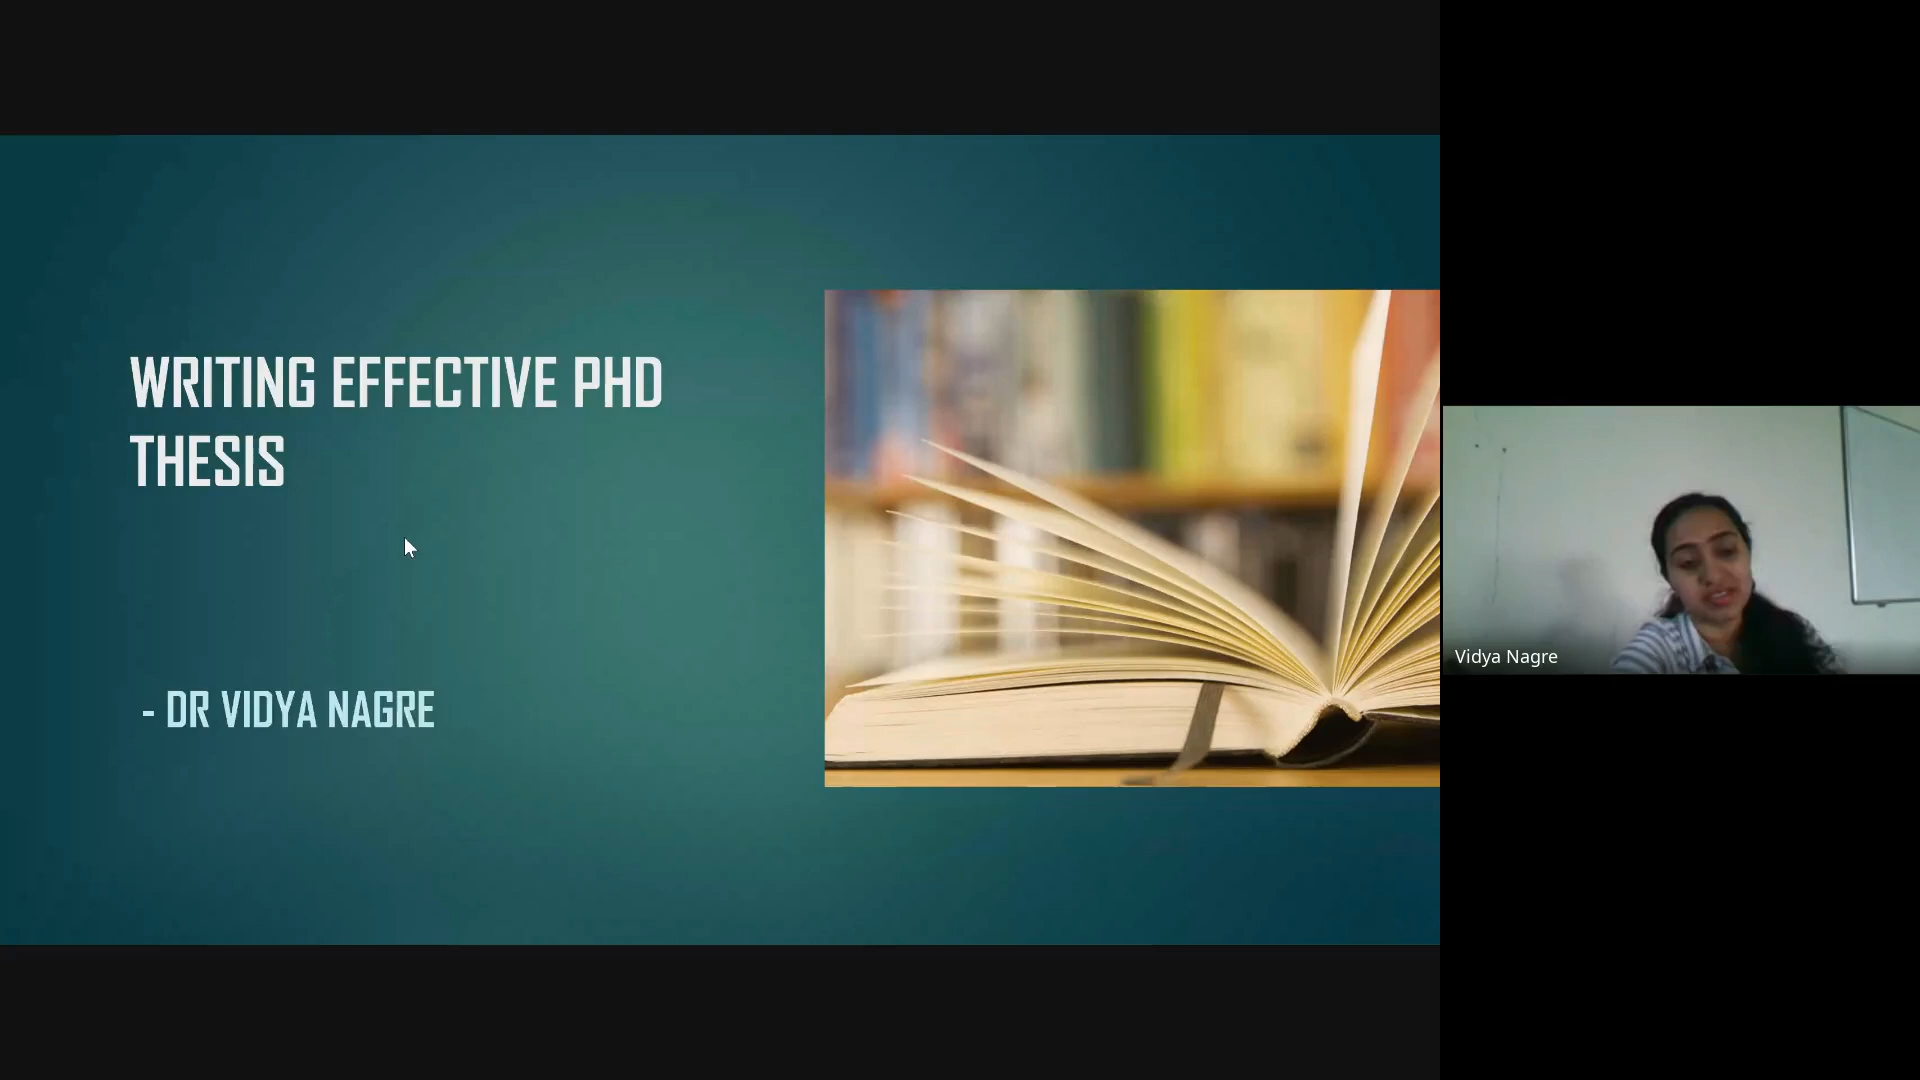 WRITING EFFECTIVE PHD
THESIS
- DR VIDYA NAGRE
Vidya Nagre